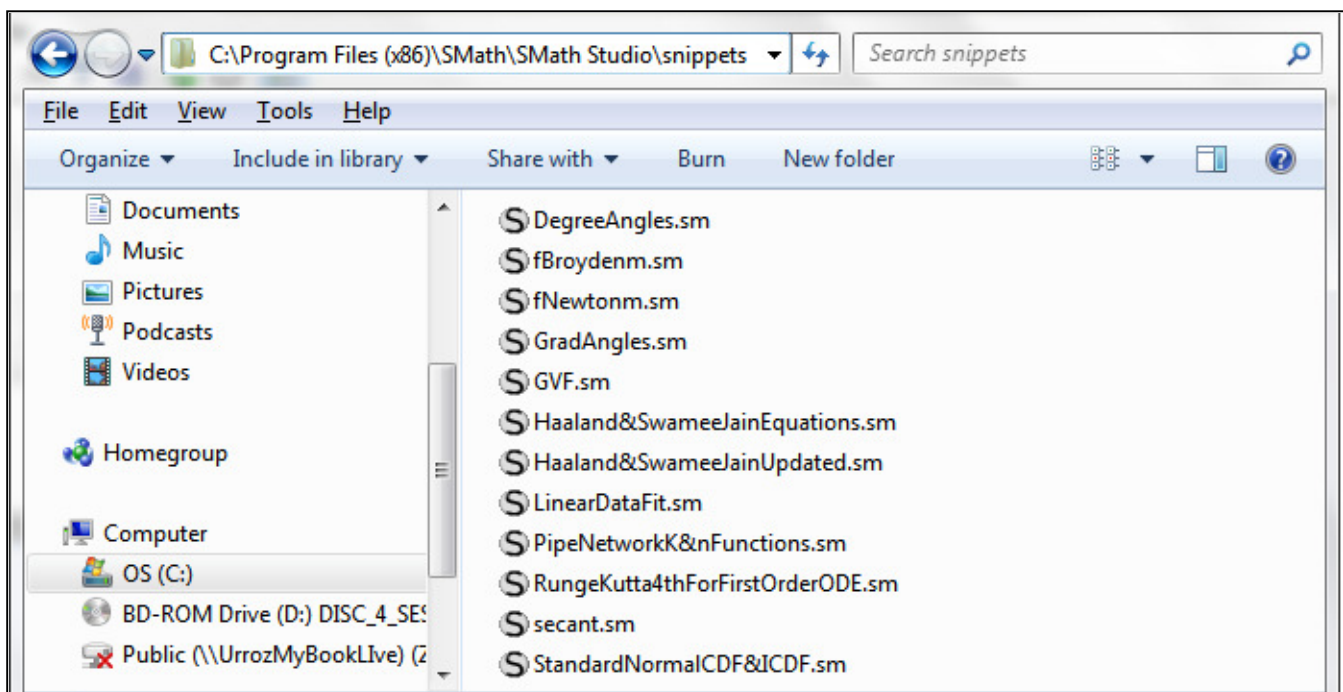 C:\Program Files (x86)\SMath\SMath Studio\snippets
Search snippets
File Edit View Tools Help
Organize Include in library Share with Burn New folder
Documents
Music
Pictures
Podcasts
Videos
Homegroup
Computer
OS (C:)
BD-ROM Drive (D:) DISC_4_SES
Public (\\UrrozMyBookLIve) (Z
DegreeAngles.sm
fBroydenm.sm
fNewtonm.sm
GradAngles.sm
GVF.sm
Haaland&SwameeJainEquations.sm
Haaland&SwameeJainUpdated.sm
LinearDataFit.sm
PipeNetworkK&nFunctions.sm
RungeKutta4thForFirstOrderODE.sm
secant.sm
StandardNormalCDF&ICDF.sm